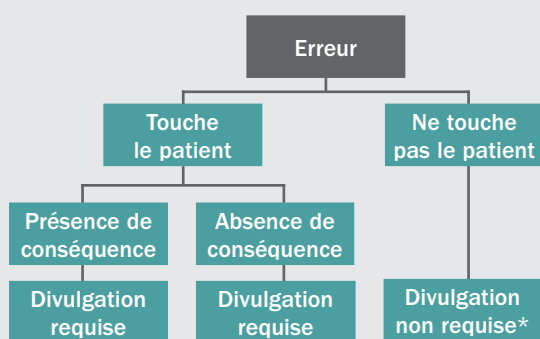 Erreur
Touche
le patient
Ne touche
pas le patient
Présence de
conséquence
Absence de
conséquence
Divulgation
requise
Divulgation
requise
Divulgation
non requise*